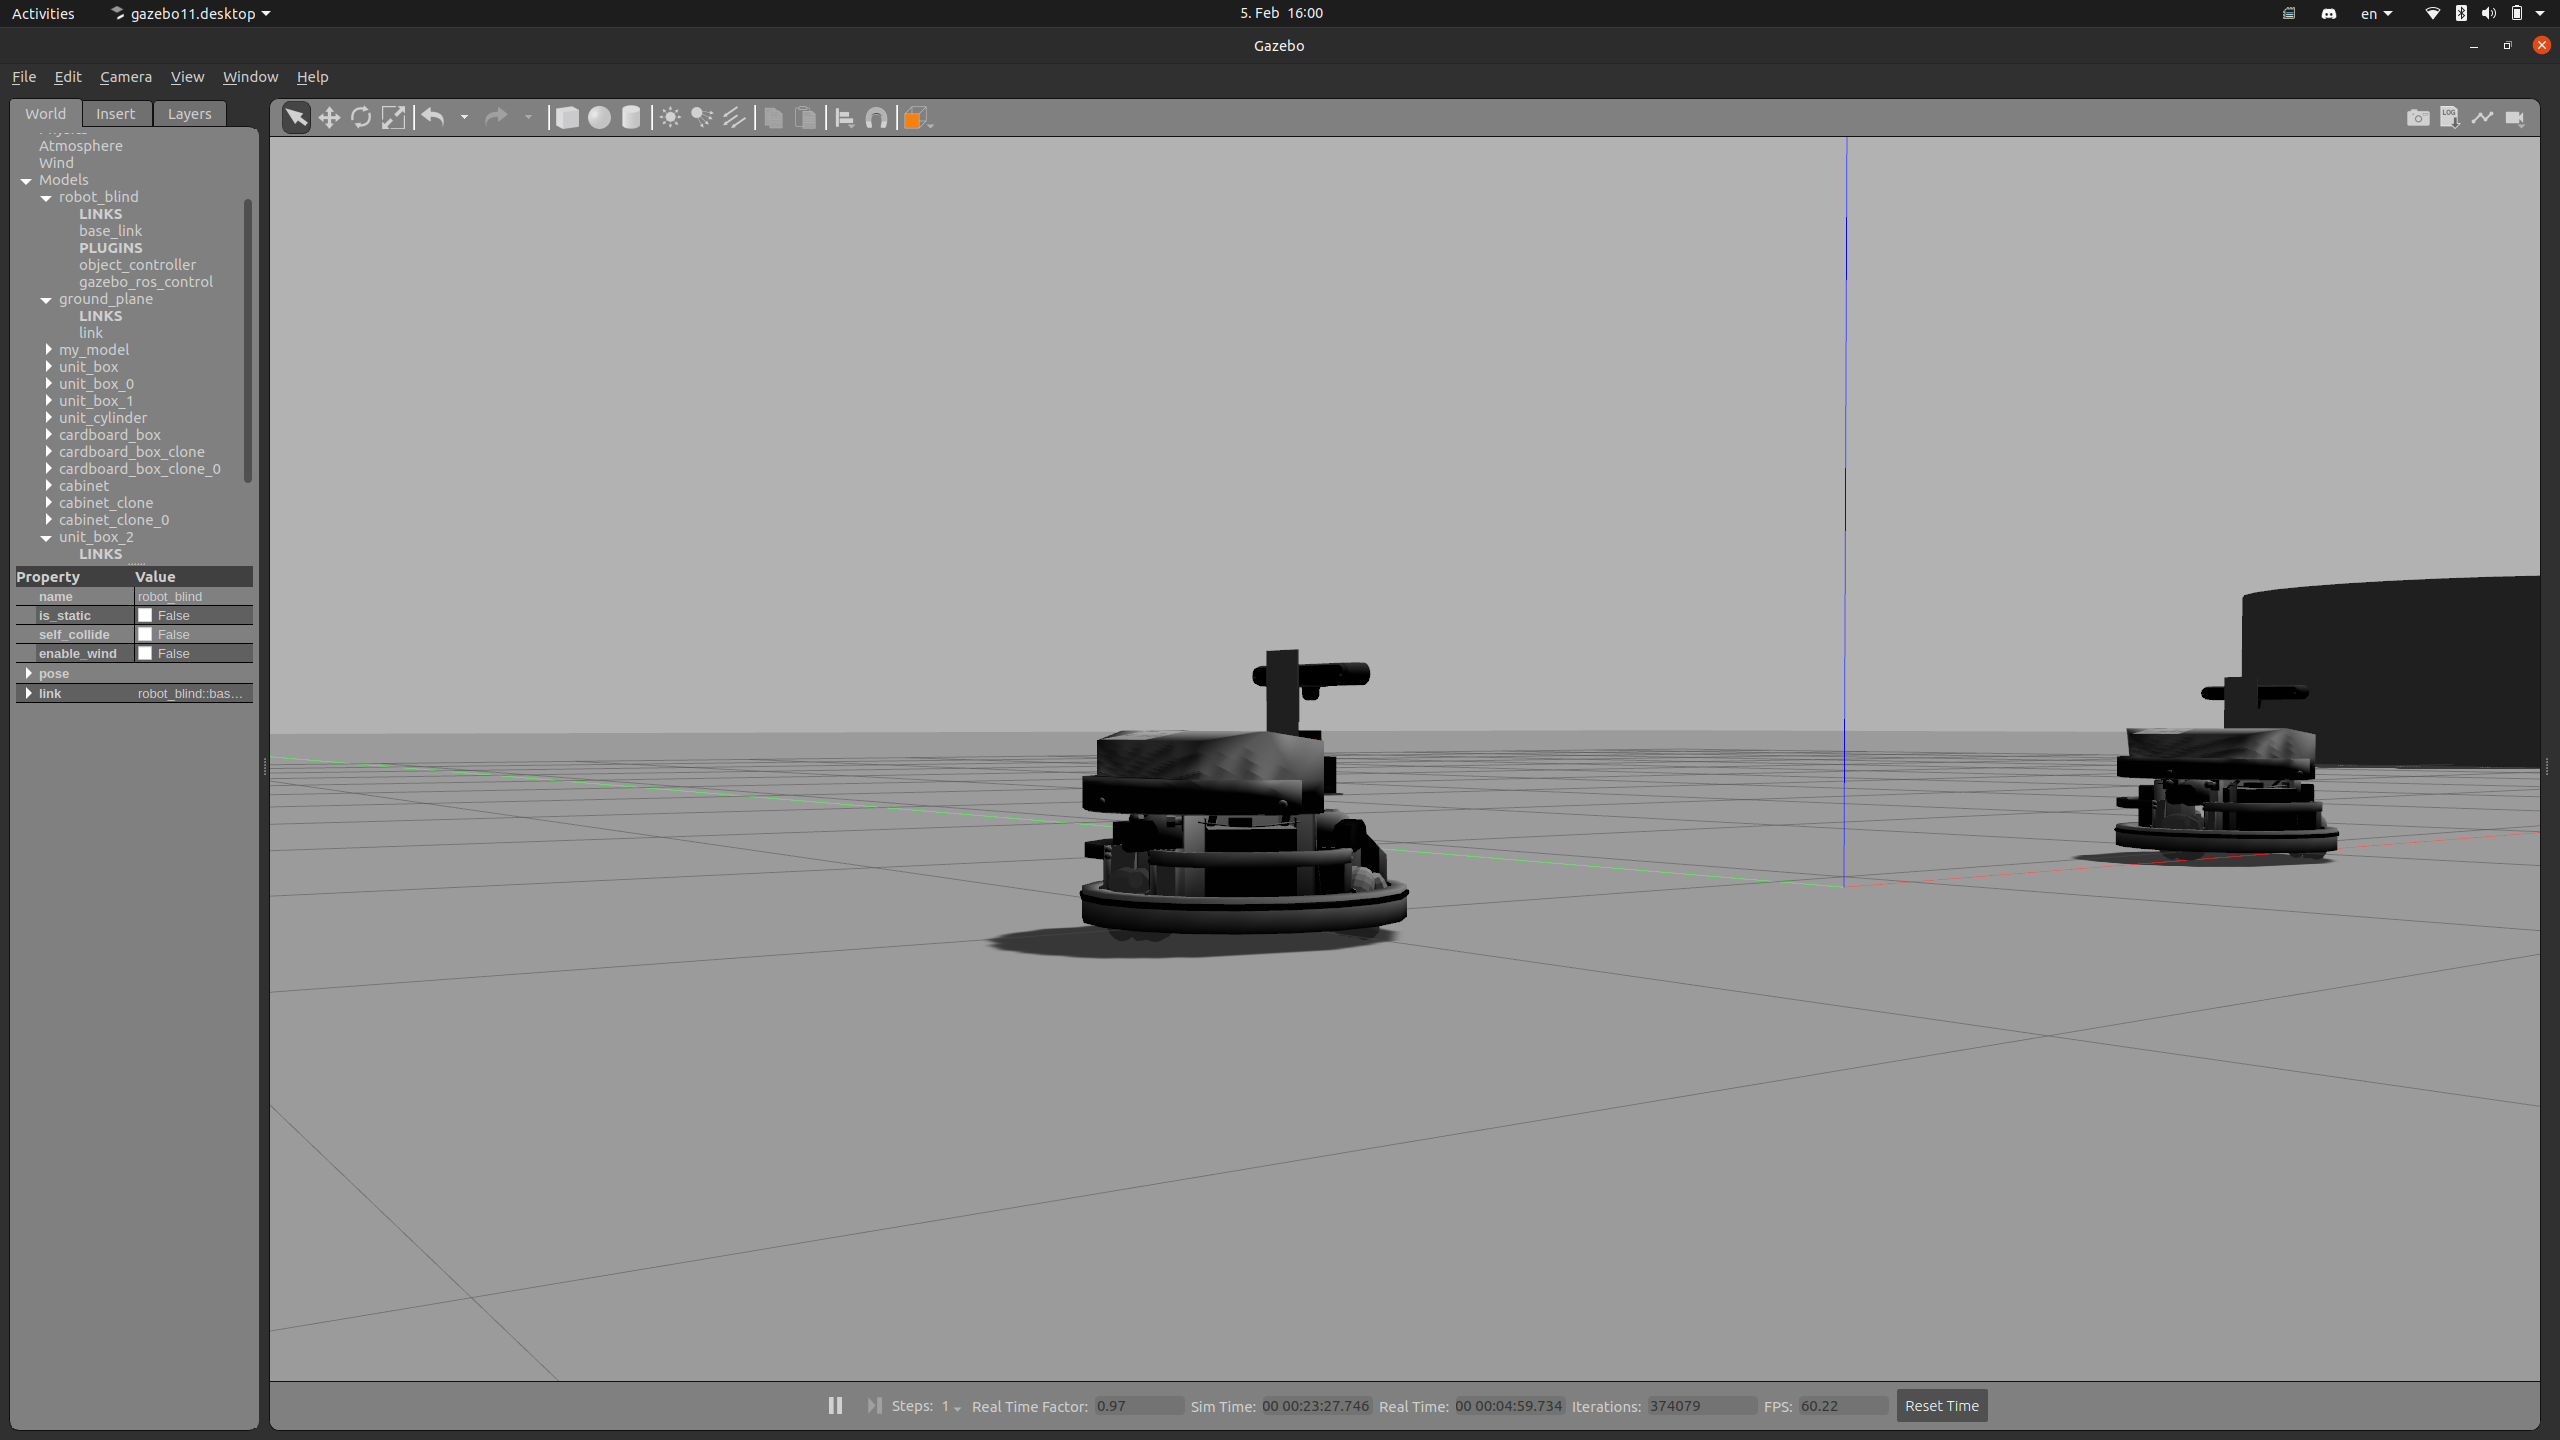 Activities
gazebo11.desktop
5. Feb 16:00
en
Gazebo
File Edit Camera View Window Help
World Insert Layers
LOG
Physics
Atmosphere
Wind
Models
robot_blind
LINKS
base_link
PLUGINS
object_controller
gazebo_ros_control
ground_plane
LINKS
link
my_model
unit_box
unit_box_0
unit_box_1
unit_cylinder
cardboard_box
cardboard_box_clone
cardboard_box_clone_0
cabinet
cabinet_clone
cabinet_clone_0
unit_box_2
LINKS
Property Value
name robot_blind
is_static False
self_collide False
enable_wind False
pose
link robot_blind::bas...
Steps: 1 Real Time Factor: 0.97 Sim Time: 00 00:23:27.746 Real Time: 00 00:04:59.734 Iterations: 374079 FPS: 60.22 Reset Time